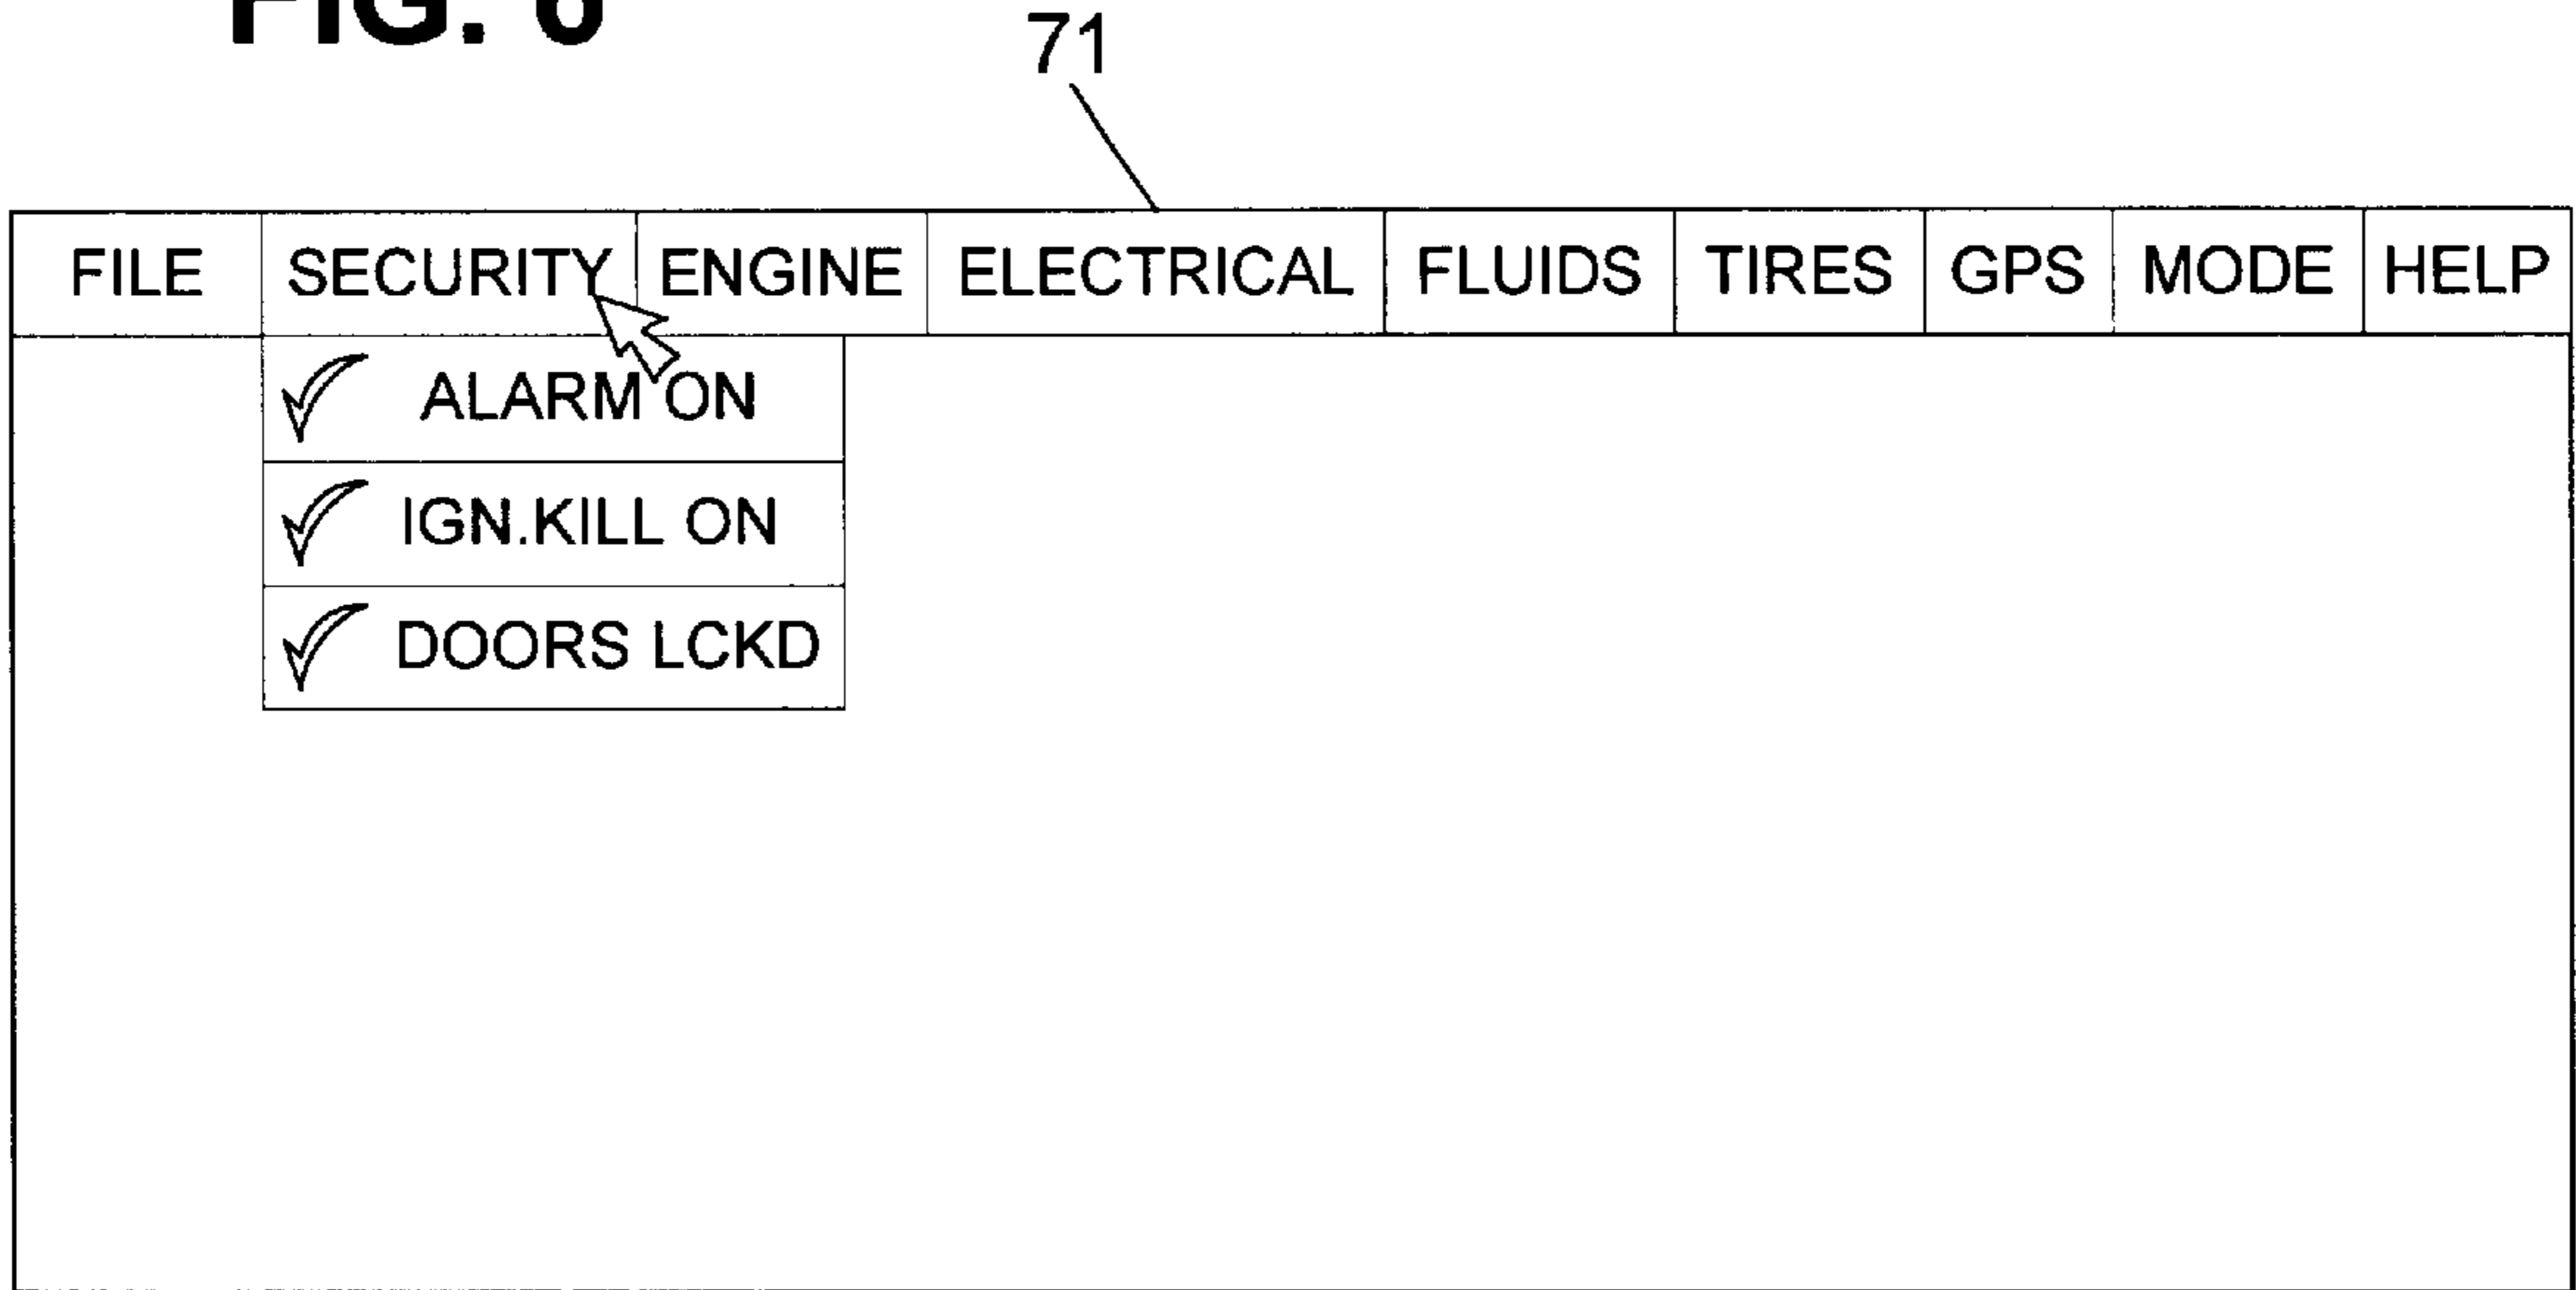 FIG. 6
71
FILE SECURITY ENGINE ELECTRICAL FLUIDS TIRES GPS MODE HELP
ALARM ON
IGN.KILL ON
DOORS LCKD